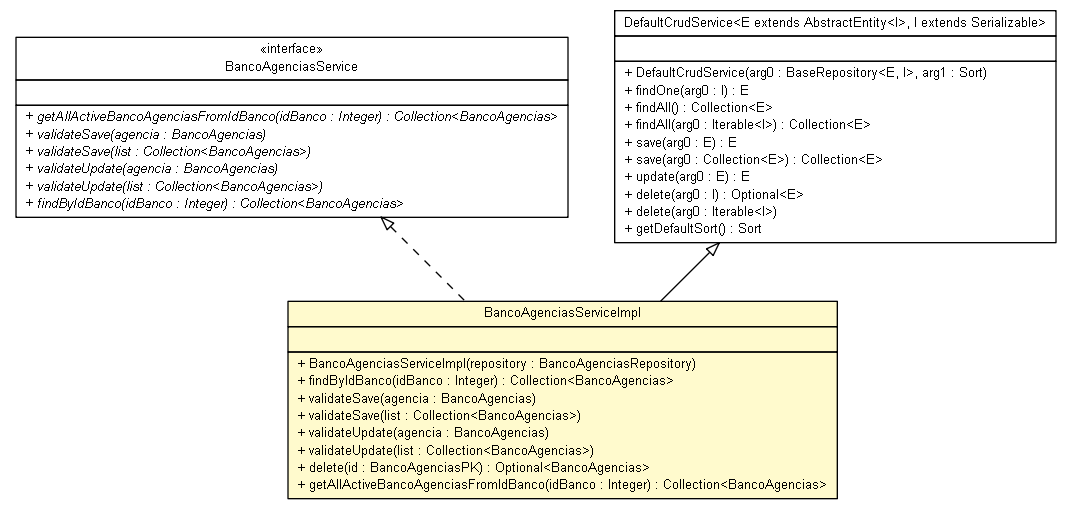 «interface»
BancoAgenciasService
+ getAllActiveBancoAgenciasFromIdBanco(idBanco : Integer) : Collection<BancoAgencias>
+ validateSave(agencia : BancoAgencias)
+ validateSave(list : Collection<BancoAgencias>)
+ validateUpdate(agencia : BancoAgencias)
+ validateUpdate(list : Collection<BancoAgencias>)
+ findByIdBanco(idBanco : Integer) : Collection<BancoAgencias>
DefaultCrudService<E extends AbstractEntity<I>, I extends Serializable>
+ DefaultCrudService(arg0 : BaseRepository<E, I>, arg1 : Sort)
+ findOne(arg0 : I) : E
+ findAll() : Collection<E>
+ findAll(arg0 : Iterable<I>) : Collection<E>
+ save(arg0 : E) : E
+ save(arg0 : Collection<E>) : Collection<E>
+ update(arg0 : E) : E
+ delete(arg0 : I) : Optional<E>
+ delete(arg0 : Iterable<I>)
+ getDefaultSort() : Sort
BancoAgenciasServiceImpl
+ BancoAgenciasServiceImpl(repository : BancoAgenciasRepository)
+ findByIdBanco(idBanco : Integer) : Collection<BancoAgencias>
+ validateSave(agencia : BancoAgencias)
+ validateSave(list : Collection<BancoAgencias>)
+ validateUpdate(agencia : BancoAgencias)
+ validateUpdate(list : Collection<BancoAgencias>)
+ delete(id : BancoAgenciasPK) : Optional<BancoAgencias>
+ getAllActiveBancoAgenciasFromIdBanco(idBanco : Integer) : Collection<BancoAgencias>